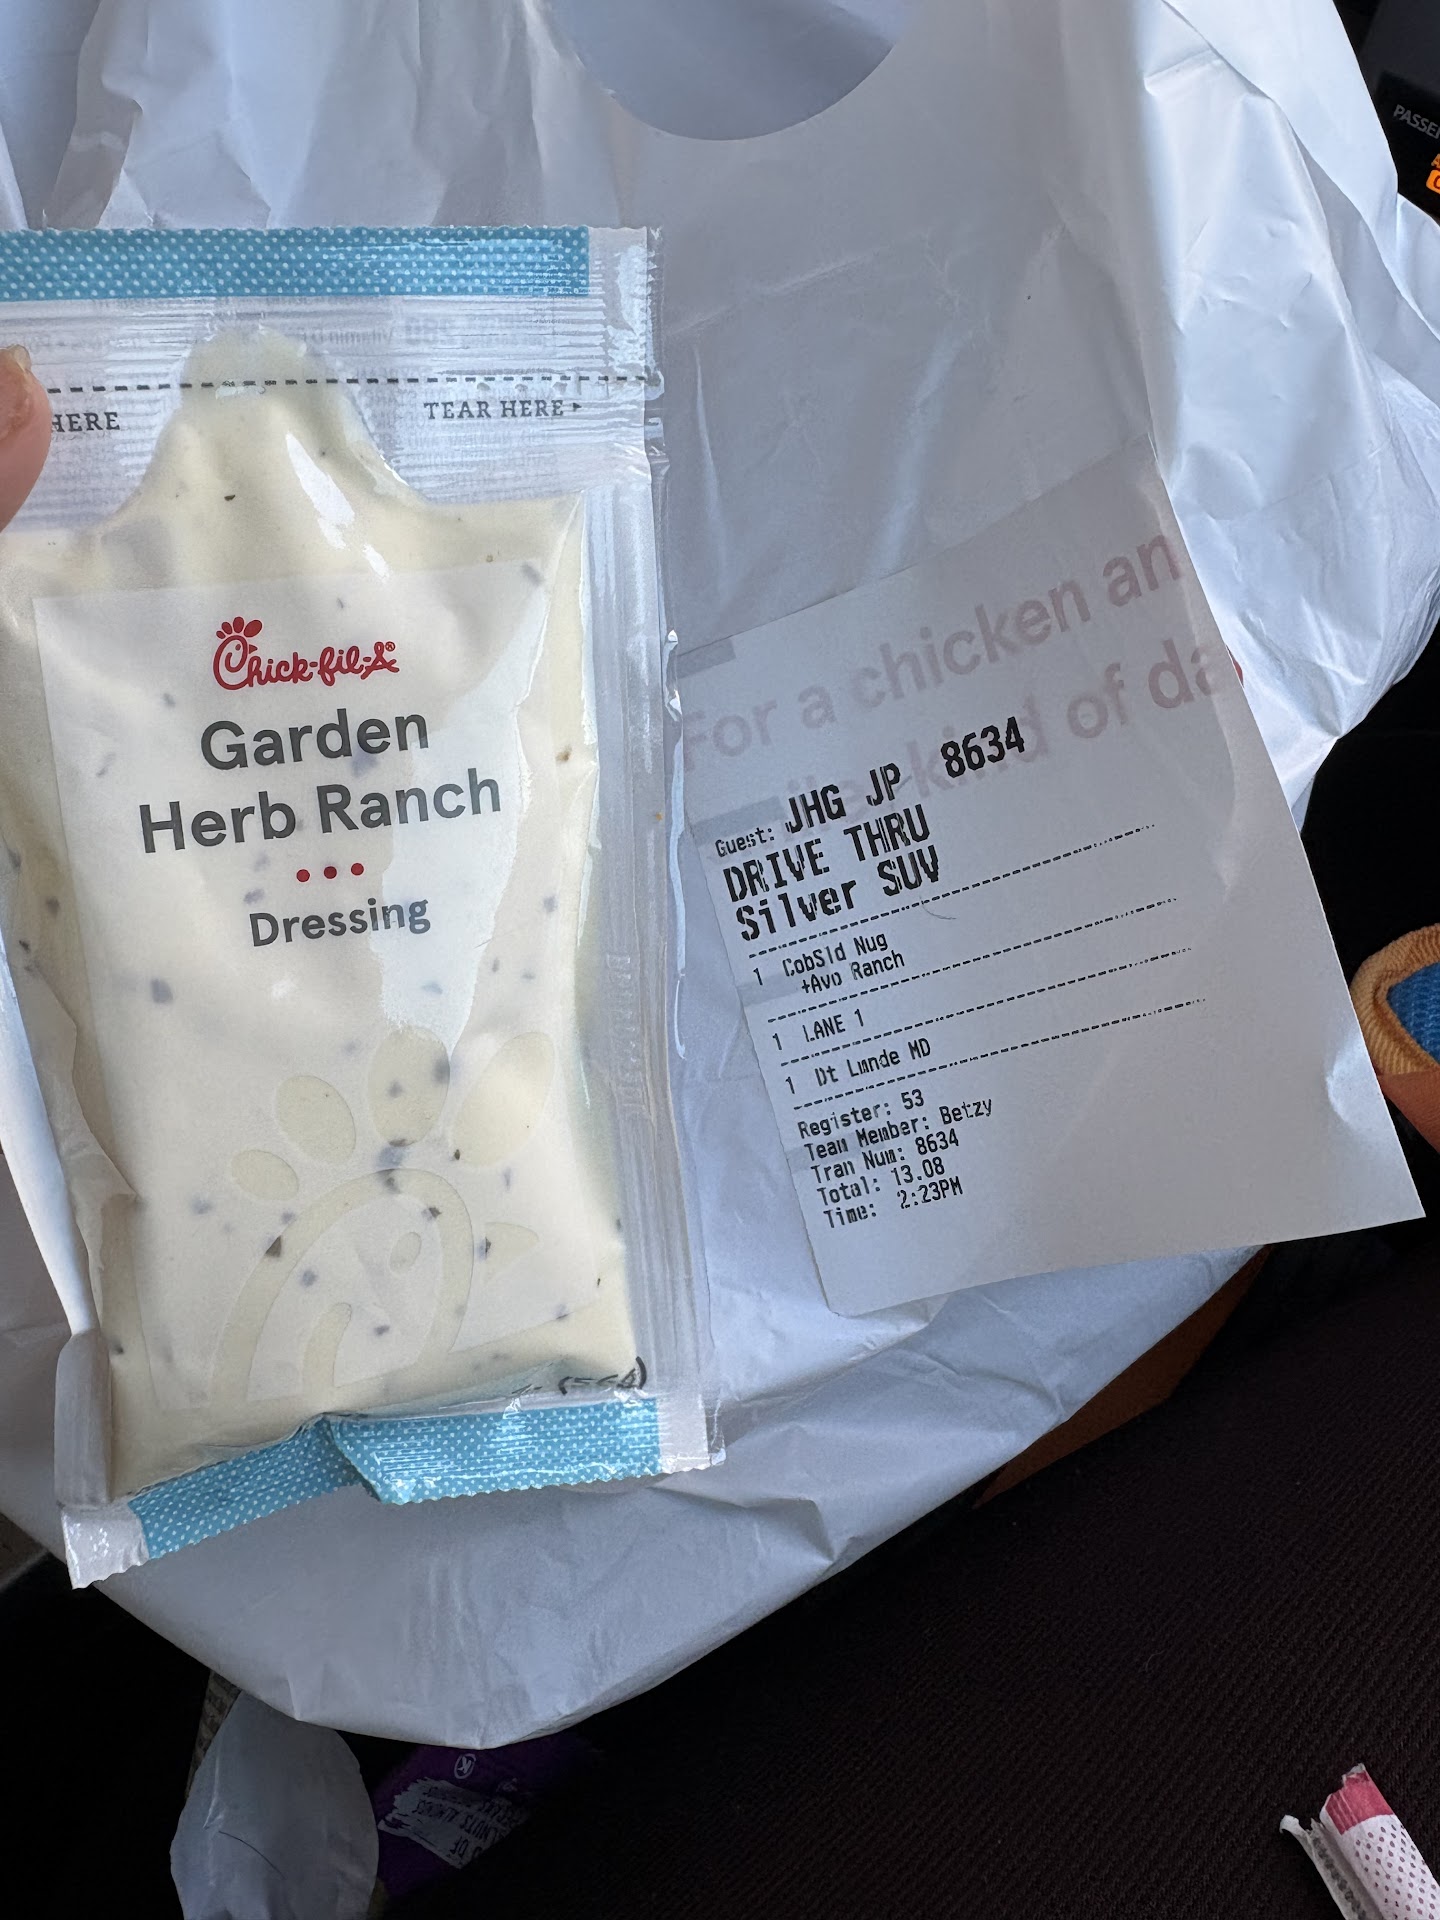 PASSE
HERE
TEAR HERE
Chick-fil-A®
Garden
Herb Ranch
Dressing
For a chicken an
kind of da
Guest: JHG JP 8634
DRIVE THRU
Silver SUV
1 CobSld Nug
+Avo Ranch
1 LANE 1
1 Dt Lmnde MD
Register: 53
Team Member: Betzy
Tran Num: 8634
Total: 13.08
Time: 2:23PM